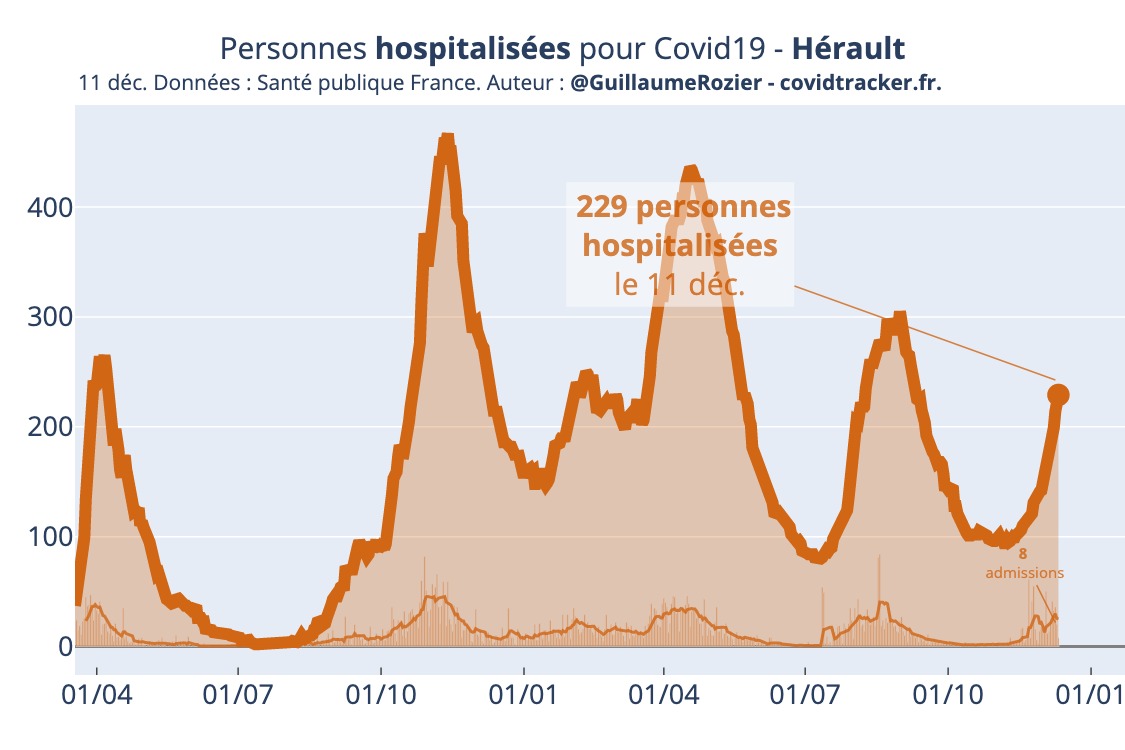 Personnes hospitalisées pour Covid19 - Hérault
11 déc. Données : Santé publique France. Auteur : @GuillaumeRozier - covidtracker.fr.
400
300
200
100
0
229 personnes
hospitalisées
le 11 déc.
8
admissions
01/04 01/07 01/10 01/01 01/04 01/07 01/10 01/01